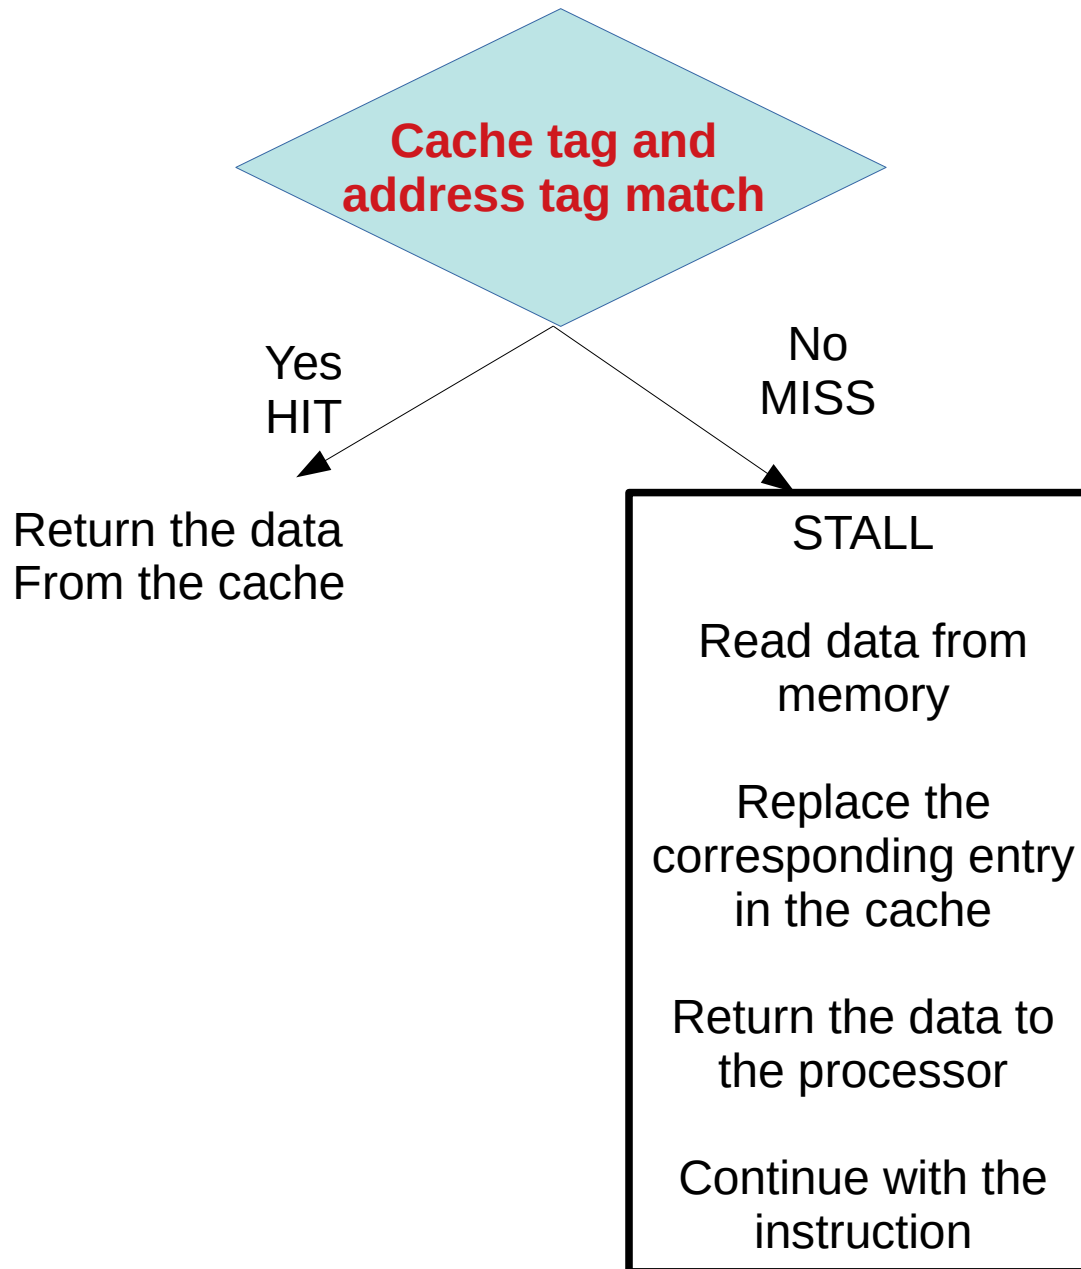 Cache tag and
address tag match
Yes
HIT
No
MISS
Return the data
From the cache
STALL
Read data from
memory
Replace the
corresponding entry
in the cache
Return the data to
the processor
Continue with the
instruction